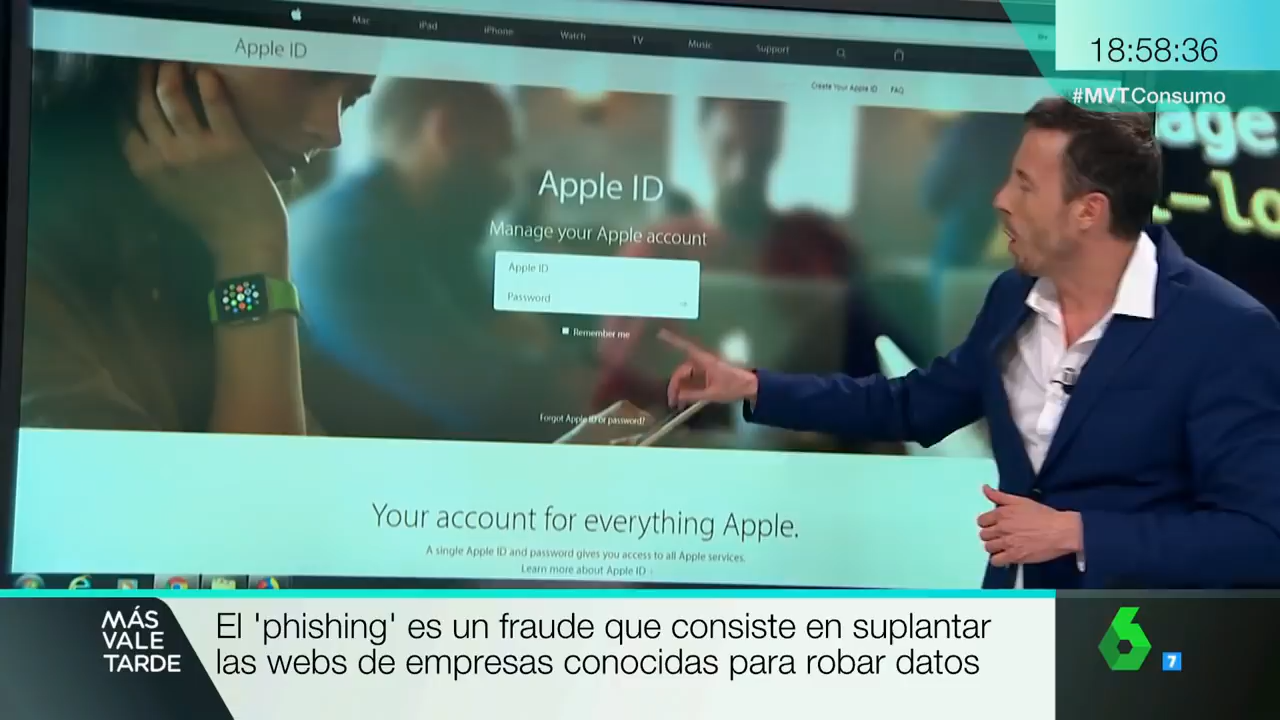 18:58:36
#MVTConsumo
Mac
iPad
iPhone
Watch
TV
Music
Support
Apple ID
Create Your Apple ID
FAQ
Apple ID
Manage your Apple account
Apple ID
Password
Remember me
Forgot Apple ID or password?
Your account for everything Apple.
A single Apple ID and password gives you access to all Apple services.
Learn more about Apple ID
age
l-lo
MÁS
VALE
TARDE
El 'phishing' es un fraude que consiste en suplantar
las webs de empresas conocidas para robar datos
6
7